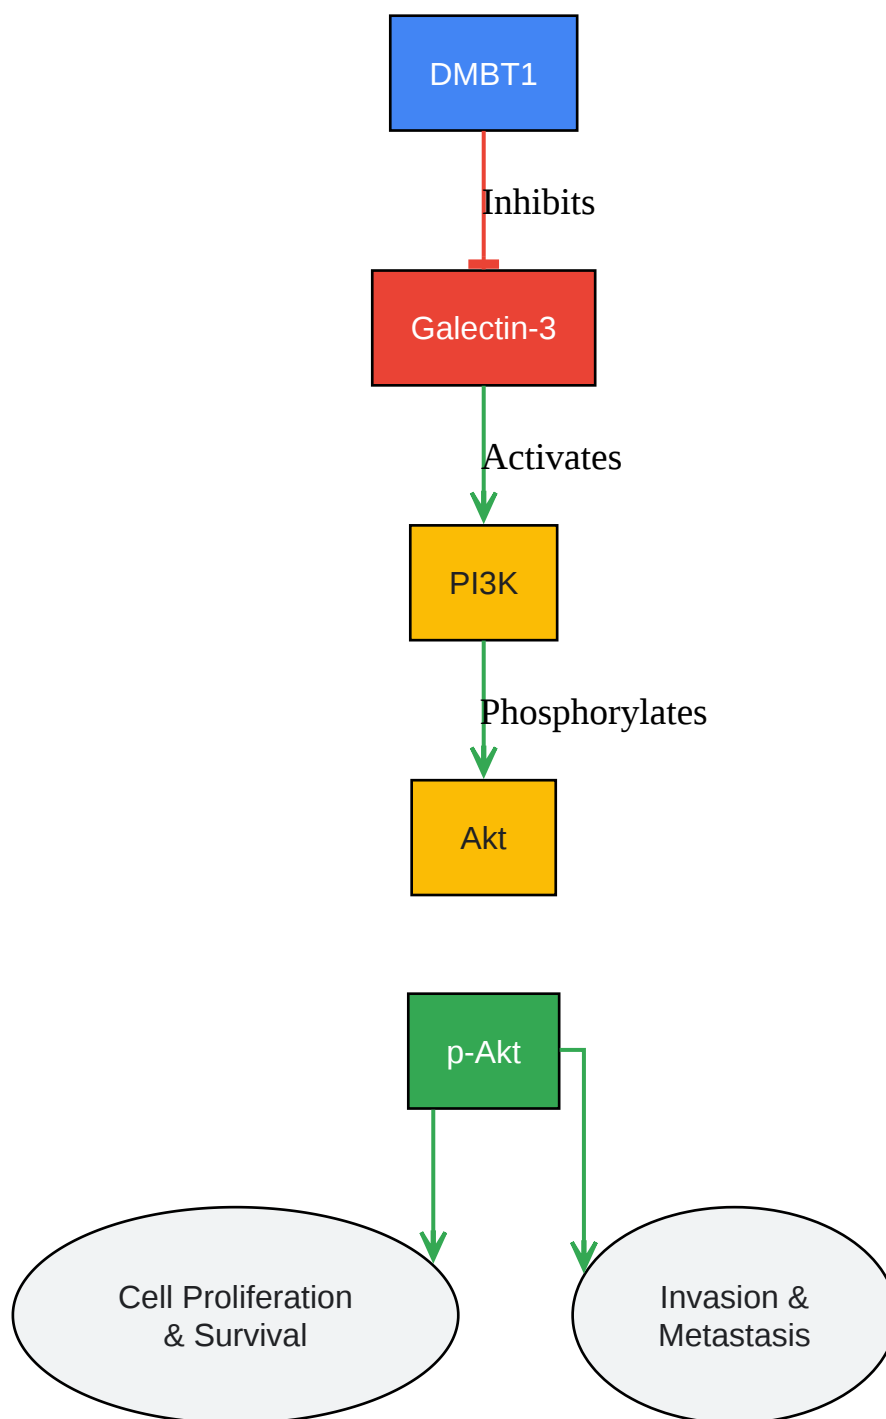 DMBT1
Inhibits
Galectin-3
Activates
PI3K
Phosphorylates
Akt
p-Akt
Cell Proliferation
& Survival
Invasion &
Metastasis